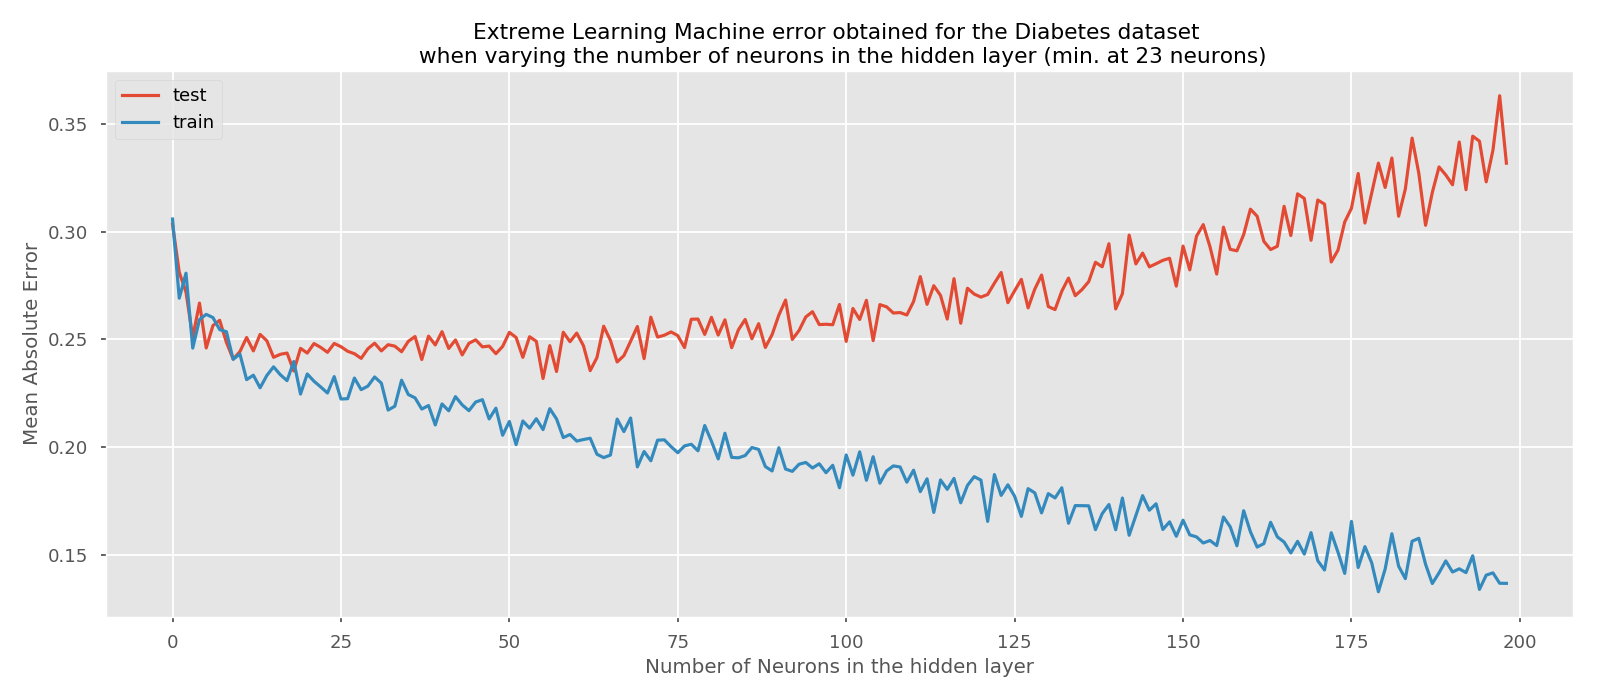 Extreme Learning Machine error obtained for the Diabetes dataset
when varying the number of neurons in the hidden layer (min. at 23 neurons)
test
train
0.35
0.30
0.25
0.20
0.15
Mean Absolute Error
0 25 50 75 100 125 150 175 200
Number of Neurons in the hidden layer